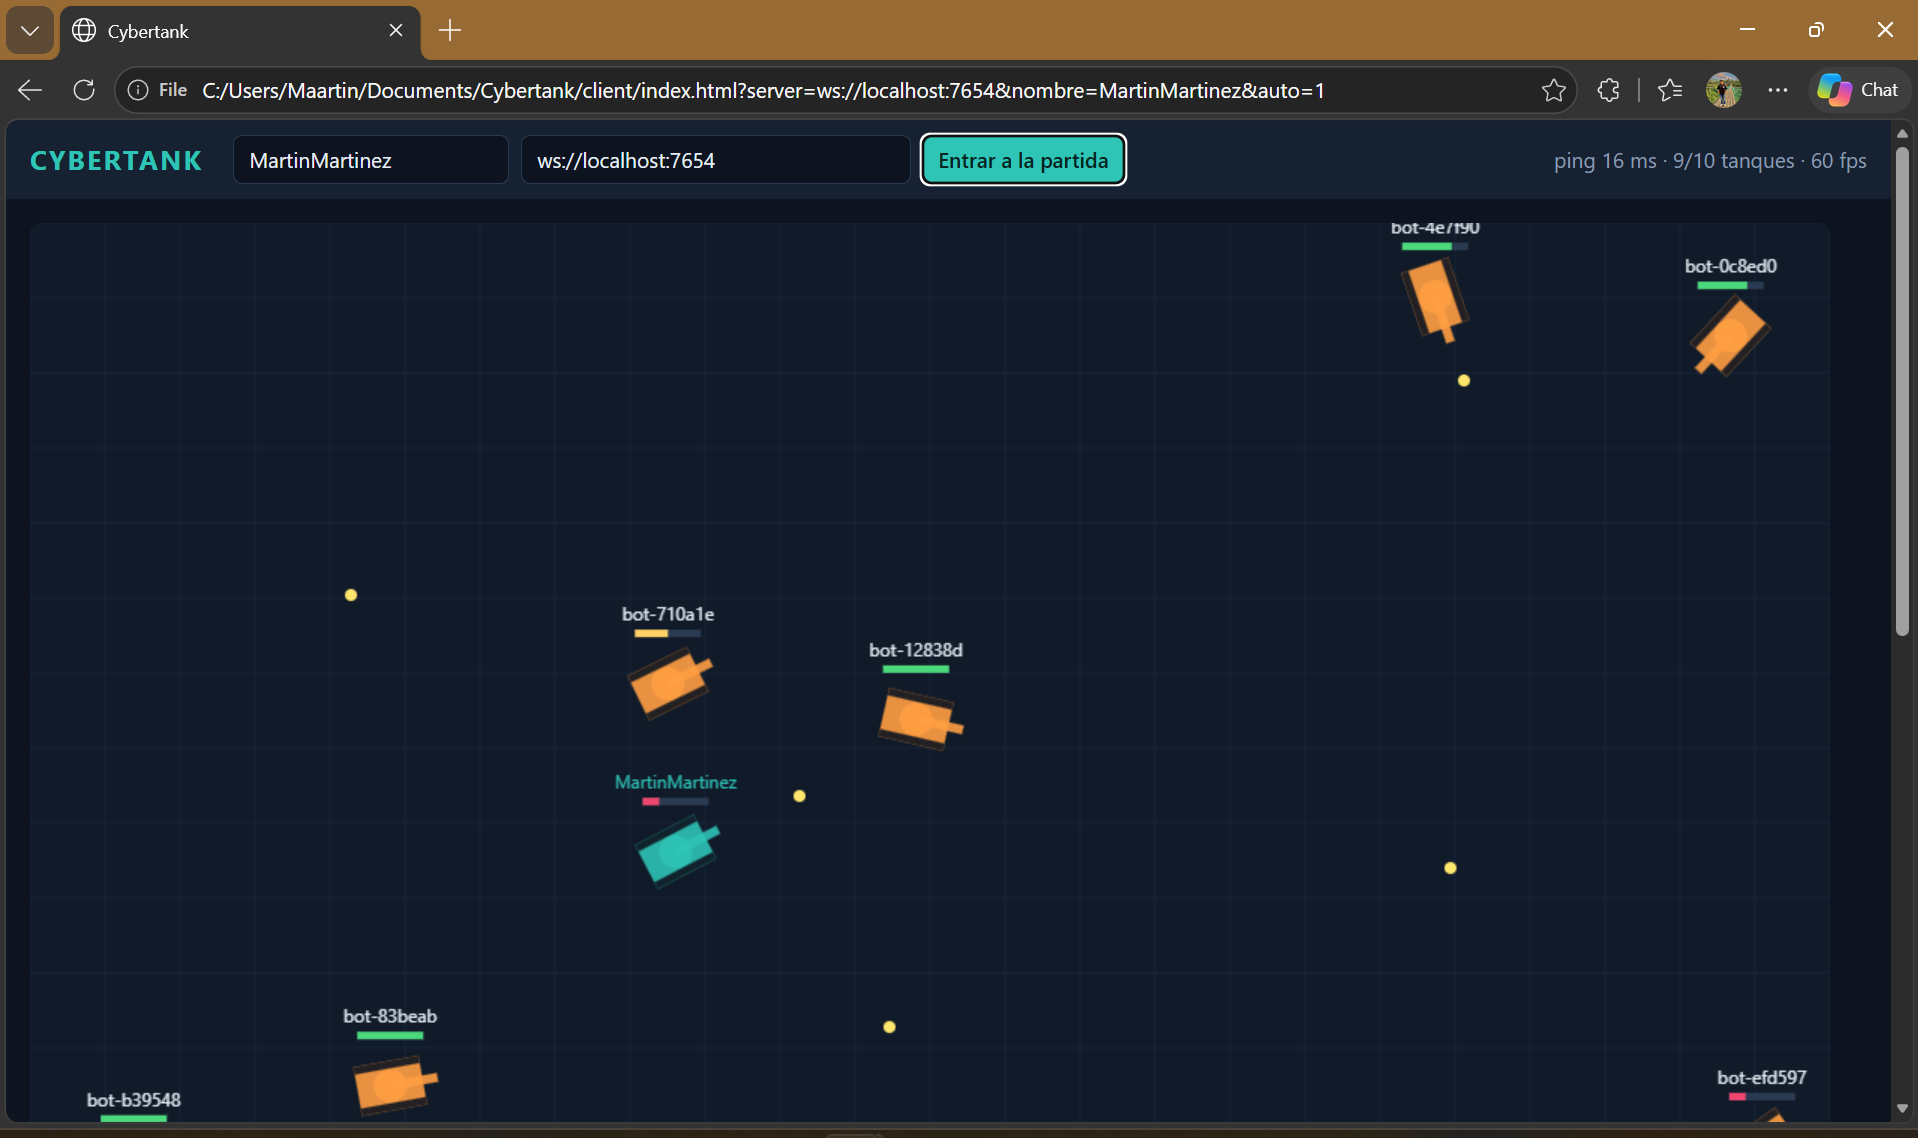 Cybertank
File C:/Users/Maartin/Documents/Cybertank/client/index.html?server=ws://localhost:7654&nombre=MartinMartinez&auto=1
Chat
CYBERTANK MartinMartinez ws://localhost:7654 Entrar a la partida ping 16 ms · 9/10 tanques · 60 fps
bot-4e7f90
bot-0c8ed0
bot-710a1e
bot-12838d
MartinMartinez
bot-83beab
bot-efd597
bot-b39548